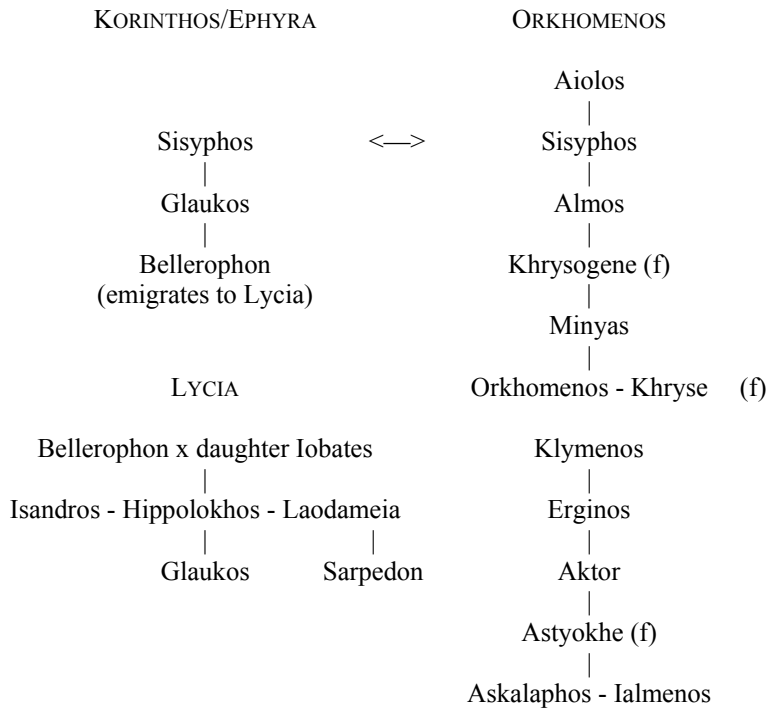 KORINTHOS/EPHYRA ORKHOMENOS
Aiolos
|
Sisyphos <—> Sisyphos
| |
Glaukos Almos
| |
Bellerophon Khrysogene (f)
(emigrates to Lycia) |
Minyas
|
LYCIA Orkhomenos - Khryse (f)
Bellerophon x daughter Iobates Klymenos
| |
Isandros - Hippolokhos - Laodameia Erginos
| | |
Glaukos Sarpedon Aktor
|
Astyokhe (f)
|
Askalaphos - Ialmenos